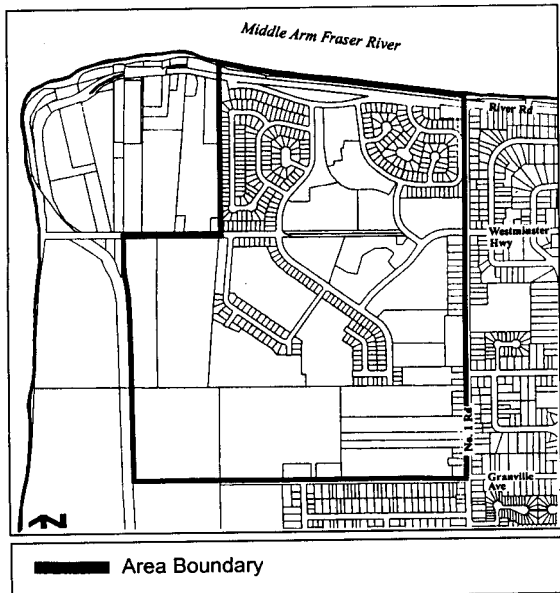 Middle Arm Fraser River
River Rd
Westminster
Hwy
No. 1 Rd
Granville
Ave
N
Area Boundary